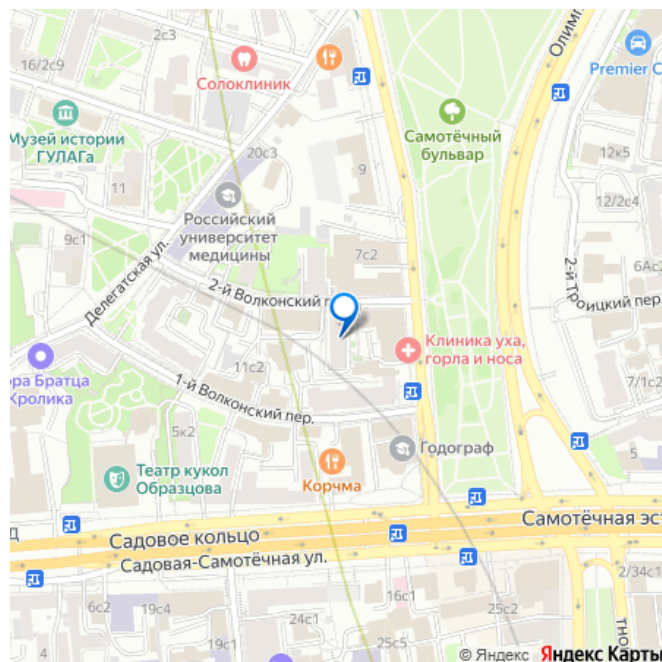 2с3
16/2с9
Солоклиник
Олимп
Premier C
Музей истории
ГУЛАГа
Самотёчный
бульвар
20с3
9
12к5
11
Российский
университет
медицины
12/2с4
9с1
7с2
6Ас2
Делегатская ул.
2-й Волконский п
2-й Троицкий пер.
Клиника уха,
горла и носа
ора Братца
Кролика
11с2
7/1с2
1-й Волконский пер.
5к2
Годограф
5
Театр кукол
Образцова
Корчма
Д
Садовое кольцо
Самотёчная эст
Садовая-Самотёчная ул.
2/34с1
6с2
19с4
24с1
16с1
25с2
19с1
25с5
© Яндекс Яндекс Карты